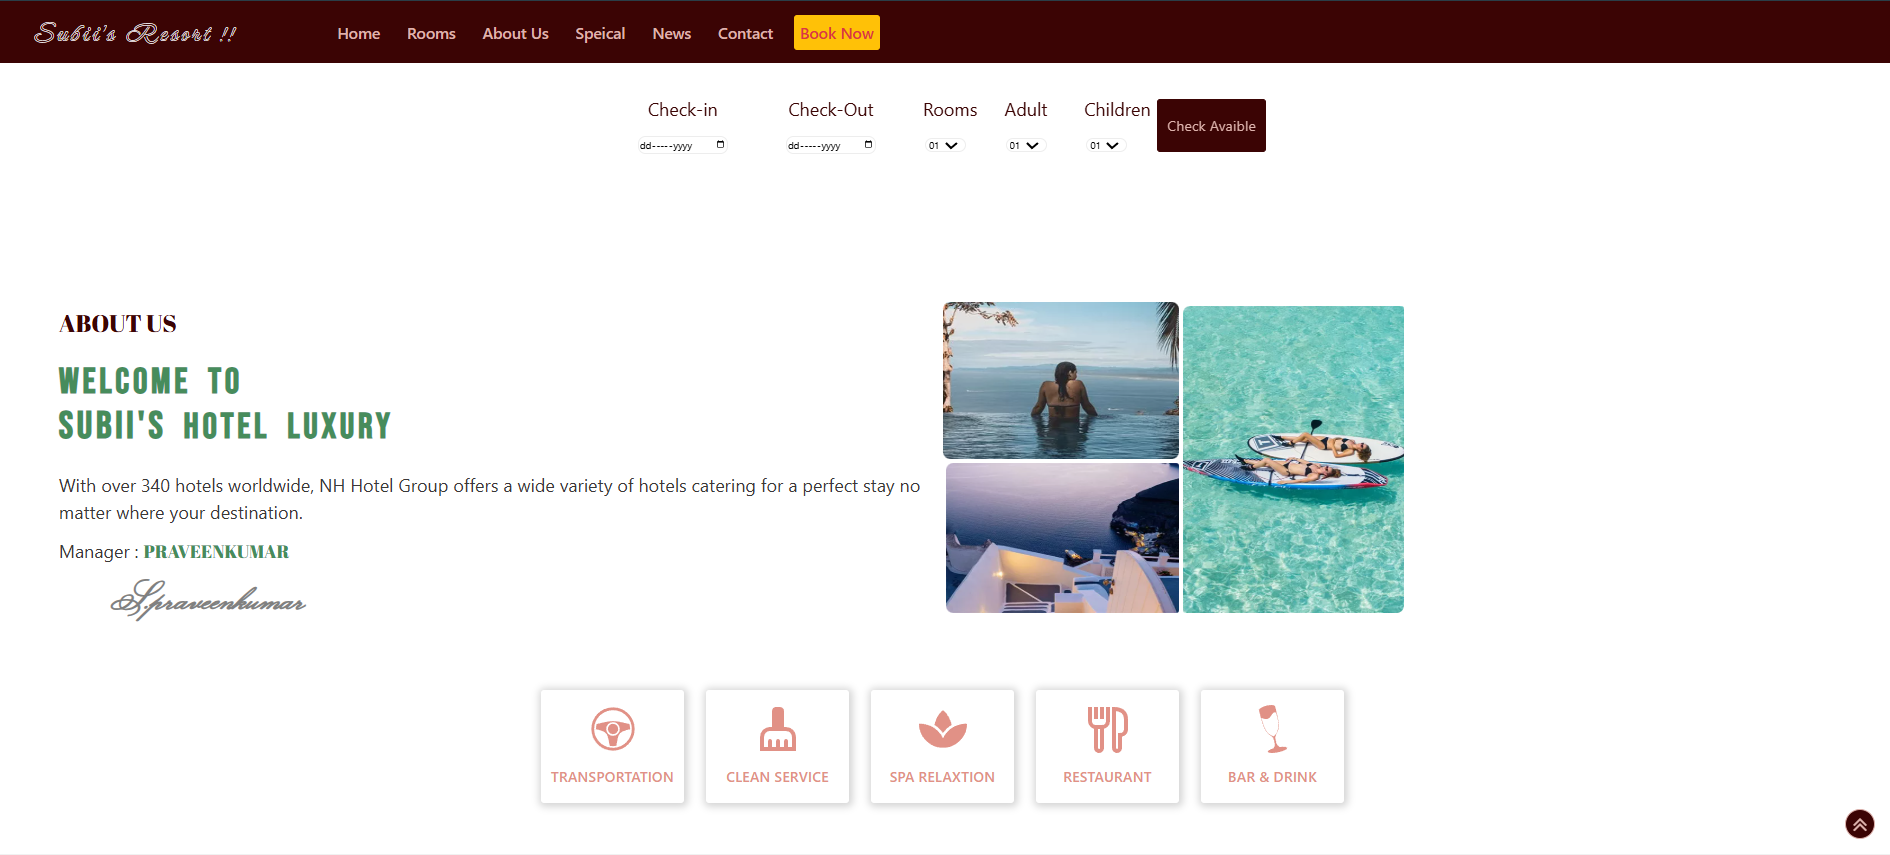 Subii's Resort !!
Home Rooms About Us Speical News Contact Book Now
Check-in Check-Out Rooms Adult Children Check Avaible
dd-----yyyy dd-----yyyy 01 01 01
ABOUT US
WELCOME TO
SUBII'S HOTEL LUXURY
With over 340 hotels worldwide, NH Hotel Group offers a wide variety of hotels catering for a perfect stay no
matter where your destination.
Manager : PRAVEENKUMAR
S.praveenkumar
TRANSPORTATION CLEAN SERVICE SPA RELAXTION RESTAURANT BAR & DRINK